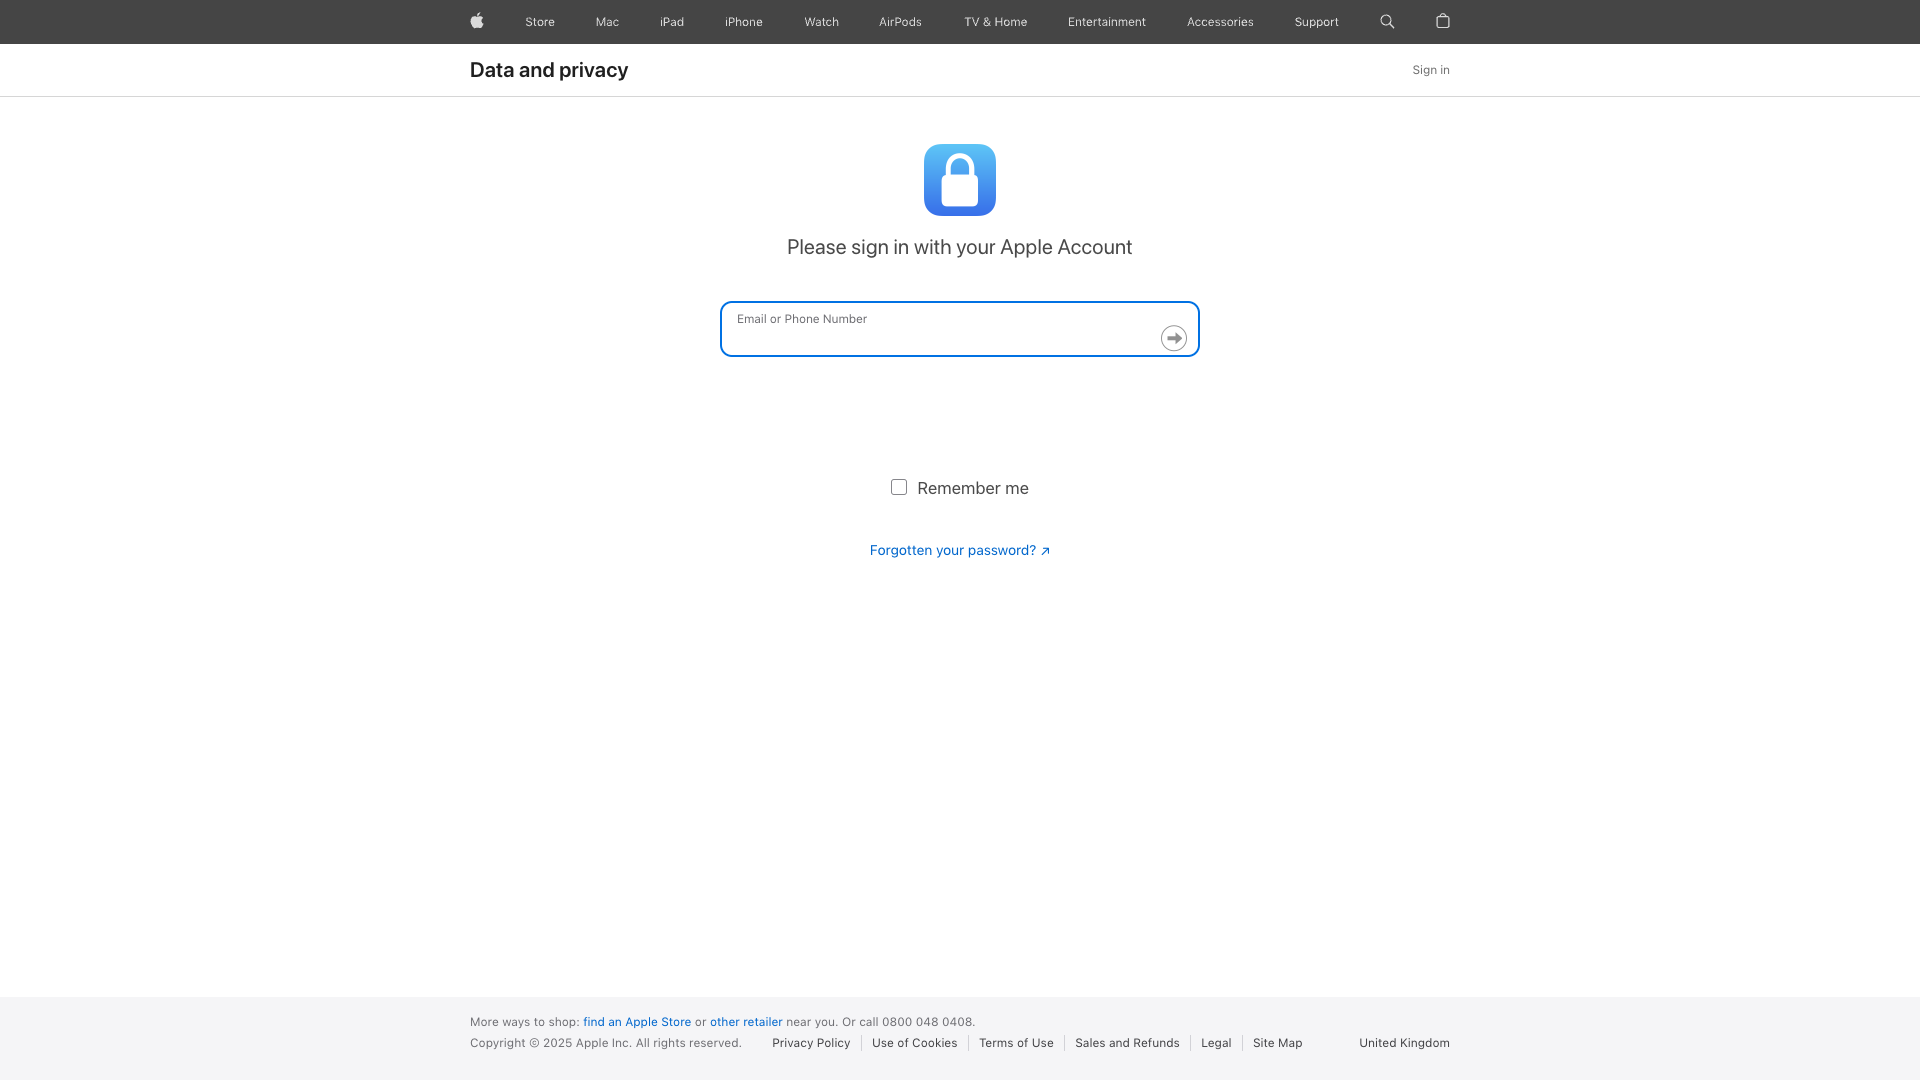 Store Mac iPad iPhone Watch AirPods TV & Home Entertainment Accessories Support
Data and privacy
Sign in
Please sign in with your Apple Account
Email or Phone Number
Remember me
Forgotten your password? ↗
More ways to shop: find an Apple Store or other retailer near you. Or call 0800 048 0408.
Copyright © 2025 Apple Inc. All rights reserved. Privacy Policy Use of Cookies Terms of Use Sales and Refunds Legal Site Map United Kingdom